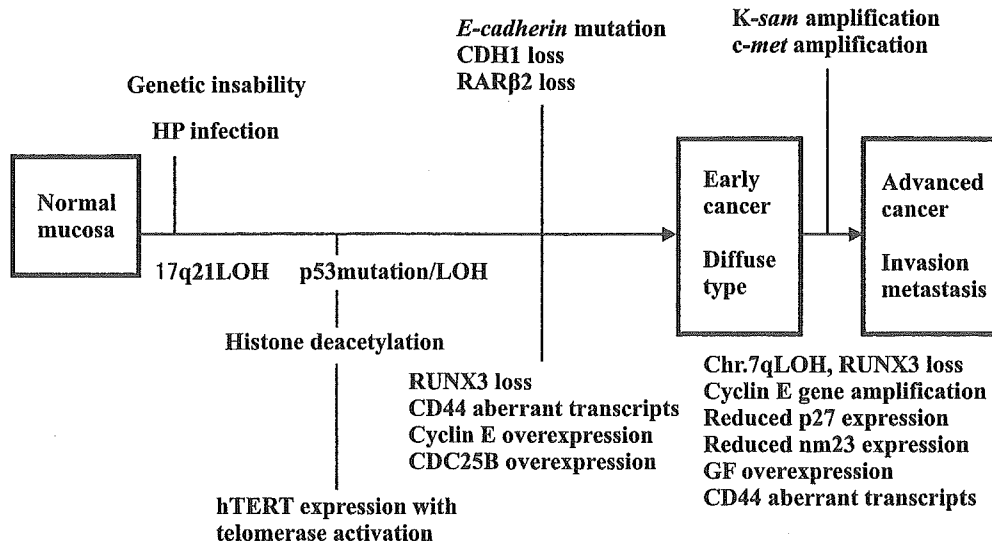 E-cadherin mutation
CDH1 loss
RARβ2 loss
K-sam amplification
c-met amplification
Genetic insability
HP infection
Normal
mucosa
Early
cancer
Diffuse
type
Advanced
cancer
Invasion
metastasis
17q21LOH
p53mutation/LOH
Histone deacetylation
hTERT expression with
telomerase activation
RUNX3 loss
CD44 aberrant transcripts
Cyclin E overexpression
CDC25B overexpression
Chr.7qLOH, RUNX3 loss
Cyclin E gene amplification
Reduced p27 expression
Reduced nm23 expression
GF overexpression
CD44 aberrant transcripts